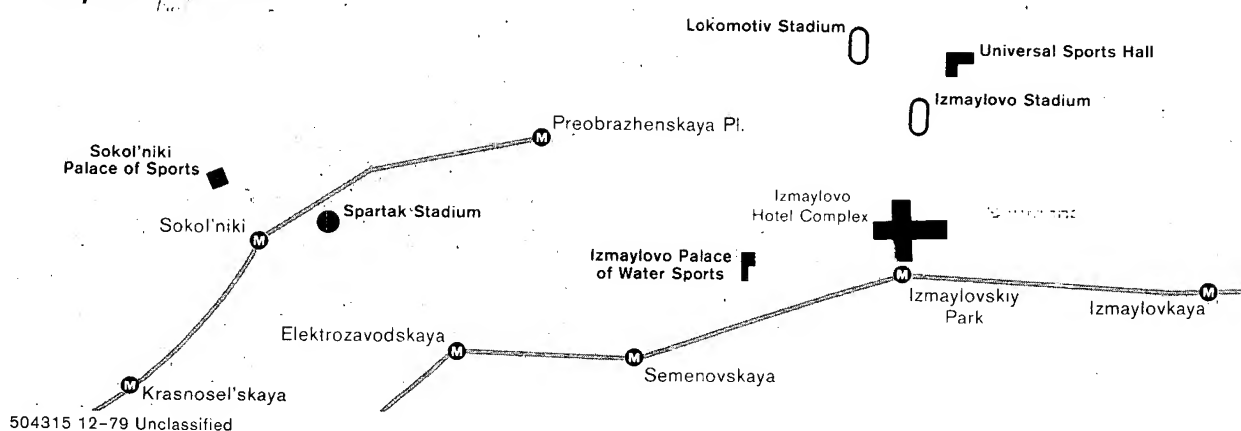 Lokomotiv Stadium
Universal Sports Hall
Izmaylovo Stadium
Preobrazhenskaya Pl.
M
Sokol'niki
Palace of Sports
Izmaylovo
Hotel Complex
Spartak Stadium
Sokol'niki
M
Izmaylovo Palace
of Water Sports
M
Izmaylovskiy
Park
Izmaylovkaya
M
Elektrozavodskaya
M
M
Semenovskaya
M
Krasnosel'skaya
504315 12-79 Unclassified